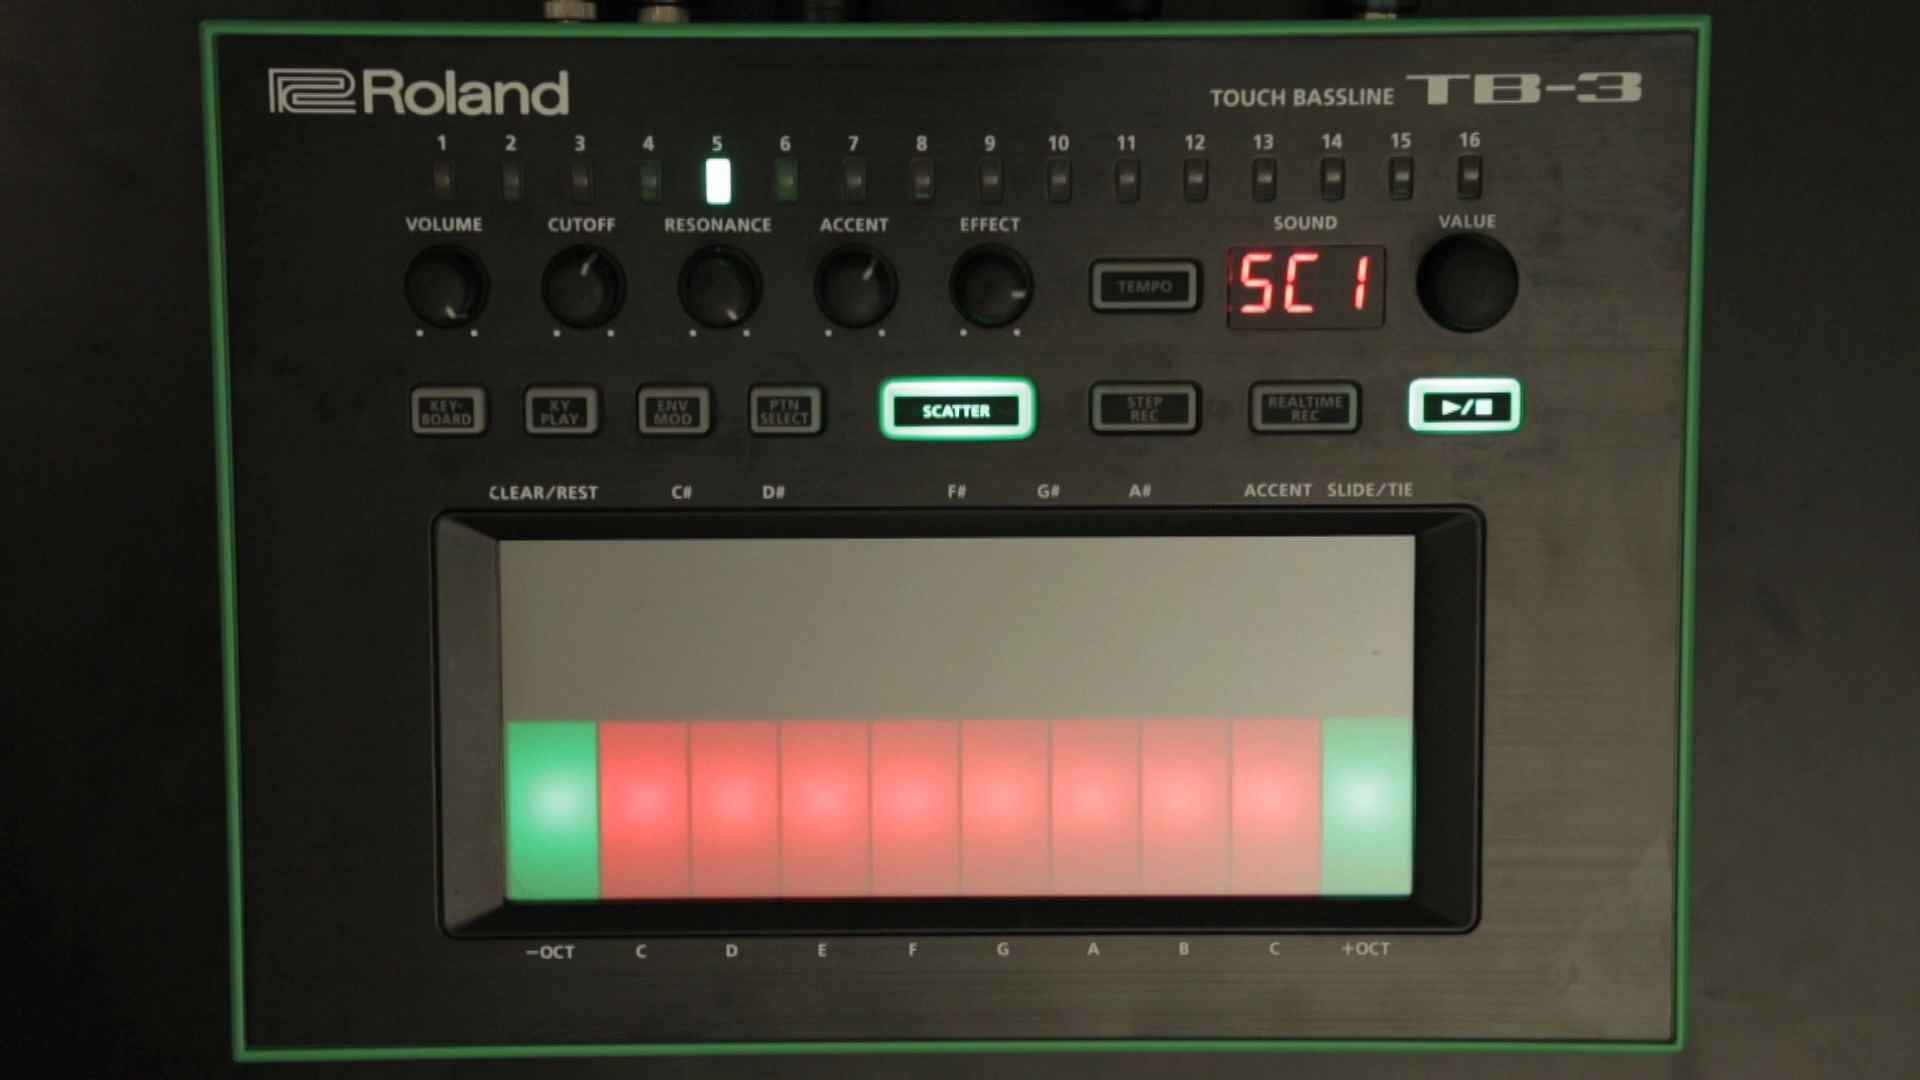 Roland
TOUCH BASSLINE TB-3
1 2 3 4 5 6 7 8 9 10 11 12 13 14 15 16
VOLUME CUTOFF RESONANCE ACCENT EFFECT SOUND VALUE
TEMPO SC1
KEY-
BOARD
XY
PLAY
ENV
MOD
PTN
SELECT
SCATTER
STEP
REC
REALTIME
REC
►/■
CLEAR/REST C# D# F# G# A# ACCENT SLIDE/TIE
−OCT C D E F G A B C +OCT